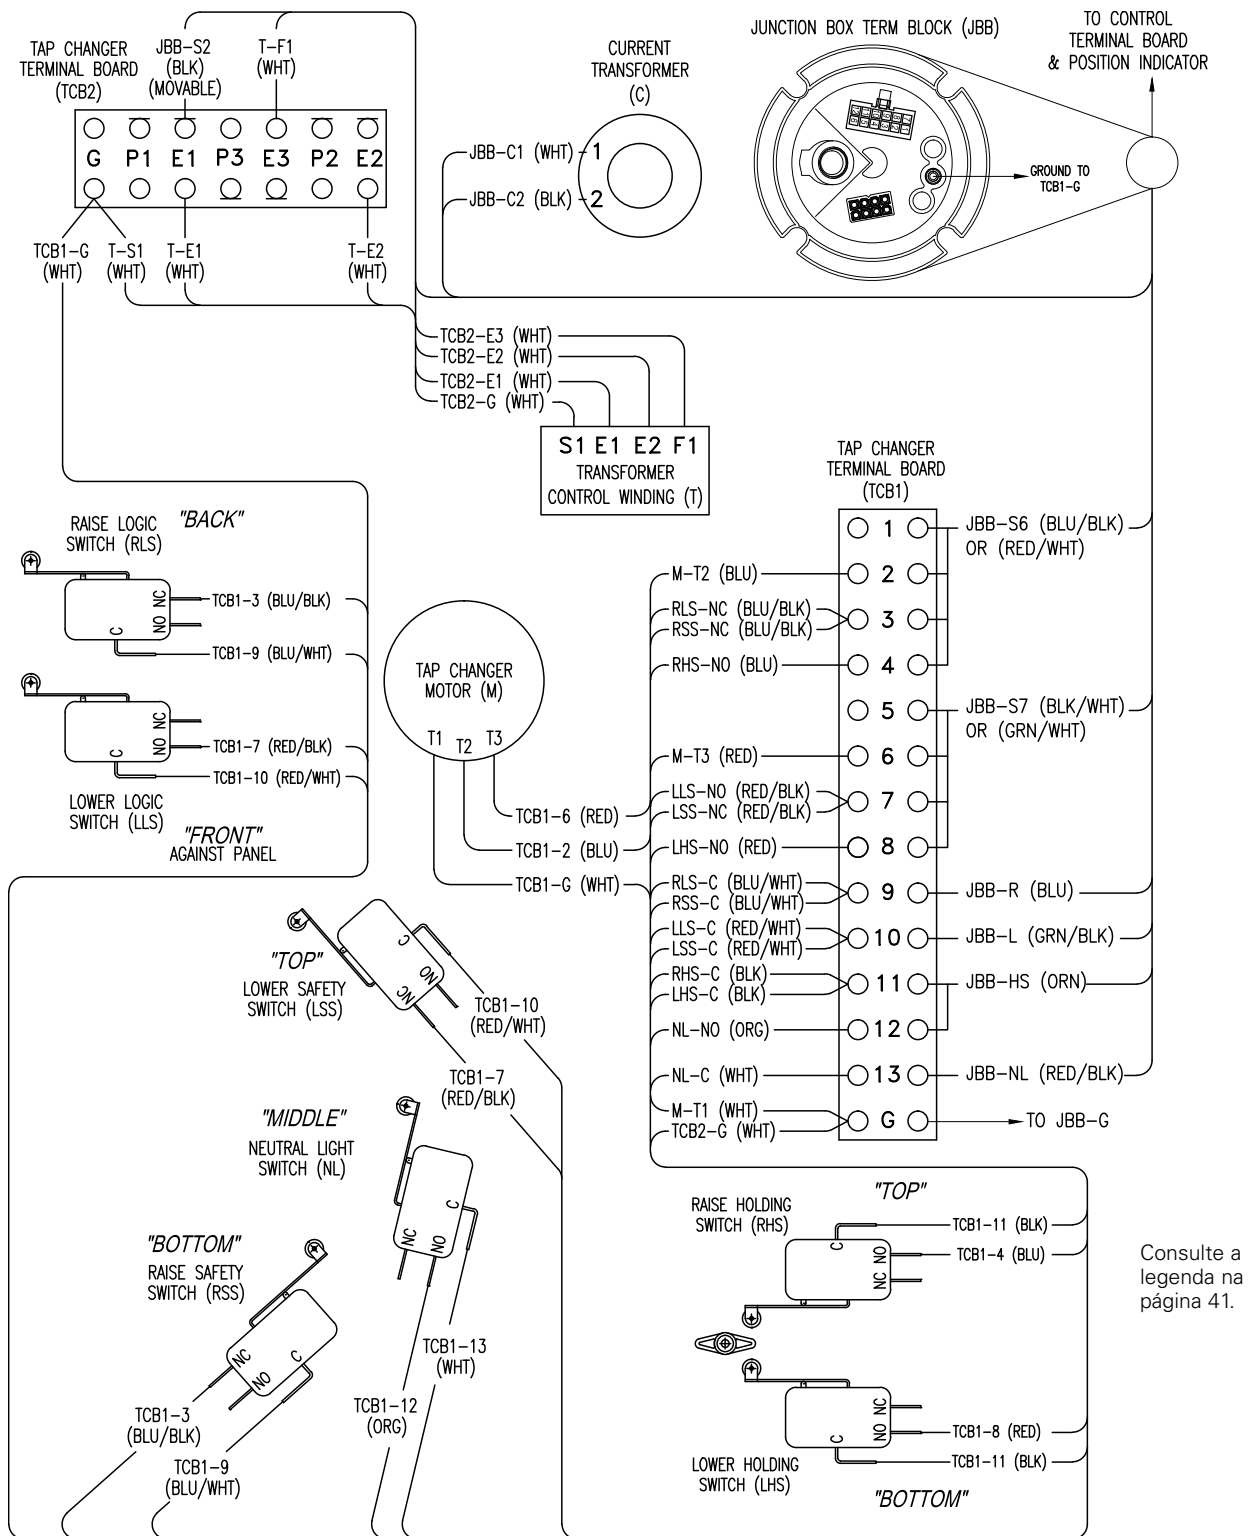 TAP CHANGER
TERMINAL BOARD
(TCB2)
JBB-S2
(BLK)
(MOVABLE)
T-F1
(WHT)
G P1 E1 P3 E3 P2 E2
TCB1-G
(WHT)
T-S1
(WHT)
T-E1
(WHT)
T-E2
(WHT)
CURRENT
TRANSFORMER
(C)
JBB-C1 (WHT)
1
JBB-C2 (BLK)
2
JUNCTION BOX TERM BLOCK (JBB)
GROUND TO
TCB1-G
TO CONTROL
TERMINAL BOARD
& POSITION INDICATOR
TCB2-E3 (WHT)
TCB2-E2 (WHT)
TCB2-E1 (WHT)
TCB2-G (WHT)
S1 E1 E2 F1
TRANSFORMER
CONTROL WINDING (T)
"BACK"
RAISE LOGIC
SWITCH (RLS)
NC
NO
C
TCB1-3 (BLU/BLK)
TCB1-9 (BLU/WHT)
NC
NO
C
TCB1-7 (RED/BLK)
TCB1-10 (RED/WHT)
LOWER LOGIC
SWITCH (LLS)
"FRONT"
AGAINST PANEL
TAP CHANGER
MOTOR (M)
T1
T2
T3
TCB1-6 (RED)
TCB1-2 (BLU)
TCB1-G (WHT)
TAP CHANGER
TERMINAL BOARD
(TCB1)
1
JBB-S6 (BLU/BLK)
OR (RED/WHT)
M-T2 (BLU)
2
RLS-NC (BLU/BLK)
RSS-NC (BLU/BLK)
3
RHS-NO (BLU)
4
5
JBB-S7 (BLK/WHT)
OR (GRN/WHT)
M-T3 (RED)
6
LLS-NO (RED/BLK)
LSS-NC (RED/BLK)
7
LHS-NO (RED)
8
RLS-C (BLU/WHT)
RSS-C (BLU/WHT)
9
JBB-R (BLU)
LLS-C (RED/WHT)
LSS-C (RED/WHT)
10
JBB-L (GRN/BLK)
RHS-C (BLK)
LHS-C (BLK)
11
JBB-HS (ORN)
NL-NO (ORG)
12
NL-C (WHT)
13
JBB-NL (RED/BLK)
M-T1 (WHT)
TCB2-G (WHT)
G
TO JBB-G
"TOP"
LOWER SAFETY
SWITCH (LSS)
C
NO
NC
TCB1-10
(RED/WHT)
TCB1-7
(RED/BLK)
"MIDDLE"
NEUTRAL LIGHT
SWITCH (NL)
C
NC
NO
TCB1-13
(WHT)
TCB1-12
(ORG)
"BOTTOM"
RAISE SAFETY
SWITCH (RSS)
NC
NO
C
TCB1-3
(BLU/BLK)
TCB1-9
(BLU/WHT)
"TOP"
RAISE HOLDING
SWITCH (RHS)
C
NO
NC
TCB1-11 (BLK)
TCB1-4 (BLU)
NC
NO
C
TCB1-8 (RED)
TCB1-11 (BLK)
LOWER HOLDING
SWITCH (LHS)
"BOTTOM"
Consulte a
legenda na
página 41.